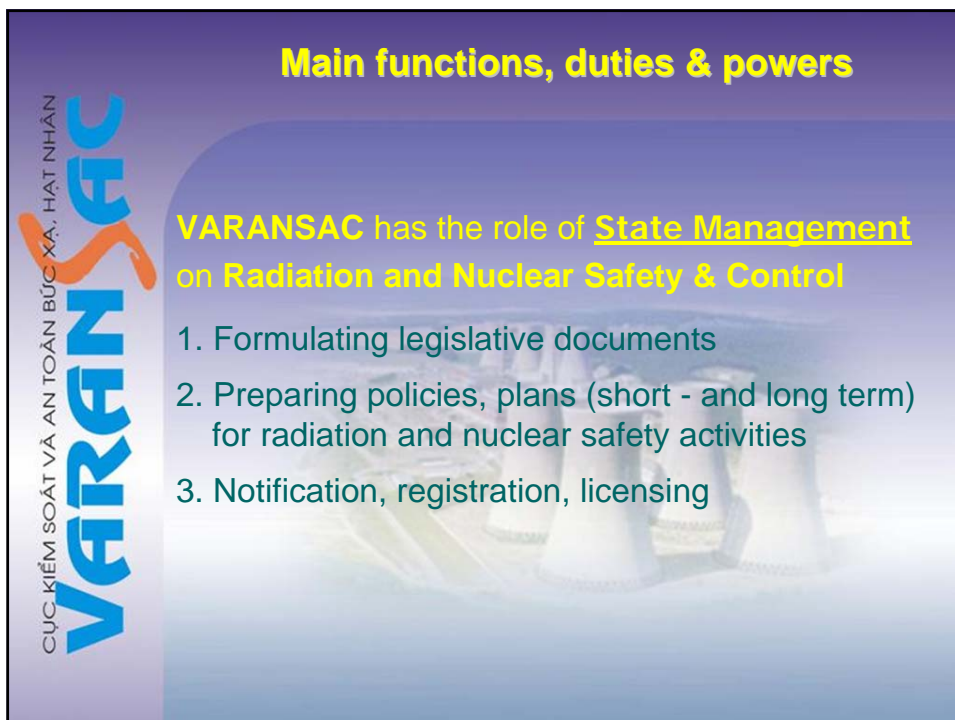 Main functions, duties & powers
CỤC KIỂM SOÁT VÀ AN TOÀN BỨC XẠ, HẠT NHÂN
VARANSAC
VARANSAC has the role of State Management
on Radiation and Nuclear Safety & Control
1. Formulating legislative documents
2. Preparing policies, plans (short - and long term)
for radiation and nuclear safety activities
3. Notification, registration, licensing